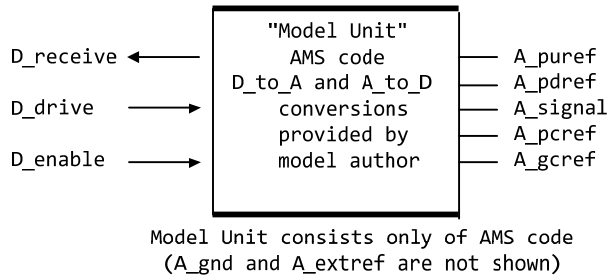 "Model Unit"
D_receive AMS code A_puref
D_to_A and A_to_D A_pdref
D_drive conversions A_signal
provided by A_pcref
D_enable model author A_gcref
Model Unit consists only of AMS code
(A_gnd and A_extref are not shown)